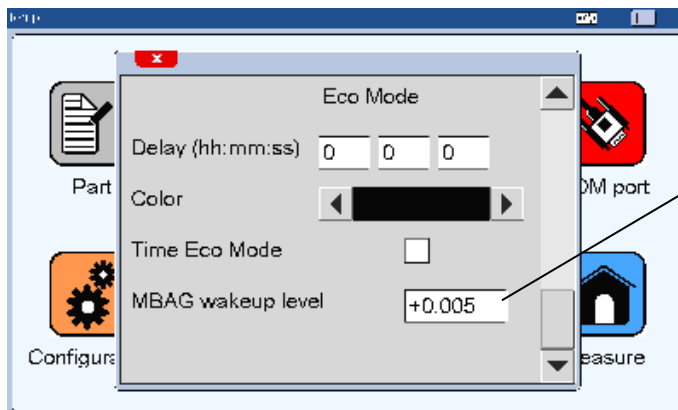 x
Eco Mode
Delay (hh:mm:ss) 0 0 0
Part
OM port
Color
Time Eco Mode
MBAG wakeup level +0.005
Configura
easure